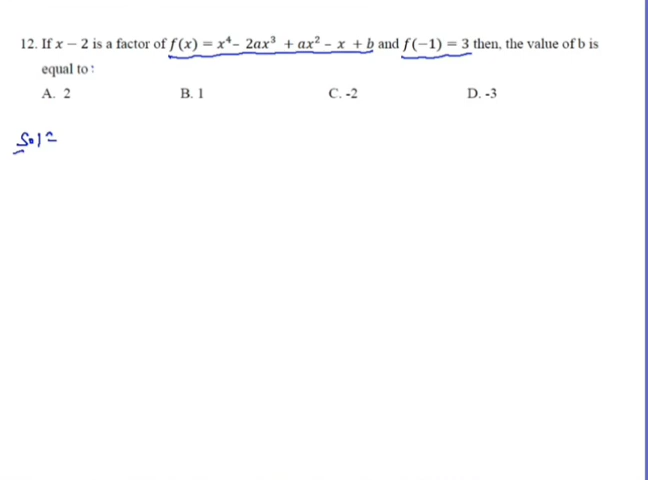 12. If x − 2 is a factor of f(x) = x⁴ − 2ax³ + ax² − x + b and f(−1) = 3 then, the value of b is
equal to :
A. 2 B. 1 C. -2 D. -3
Solⁿ